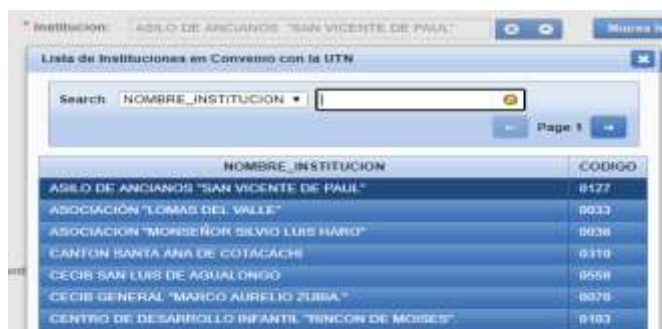 * Institucion: ASILO DE ANCIANOS "SAN VICENTE DE PAUL"
Lista de Instituciones en Convenio con la UTN
Search NOMBRE_INSTITUCION
Page 1
NOMBRE_INSTITUCION CODIGO
ASILO DE ANCIANOS "SAN VICENTE DE PAUL" 0127
ASOCIACIÓN "LOMAS DEL VALLE" 0033
ASOCIACION "MONSEÑOR SILVIO LUIS HARO" 0036
CANTON SANTA ANA DE COTACACHI 0310
CECIB SAN LUIS DE AGUALONGO 0559
CECIB GENERAL "MARCO AURELIO ZUBIA." 0070
CENTRO DE DESARROLLO INFANTIL "RINCON DE MOISES". 0103